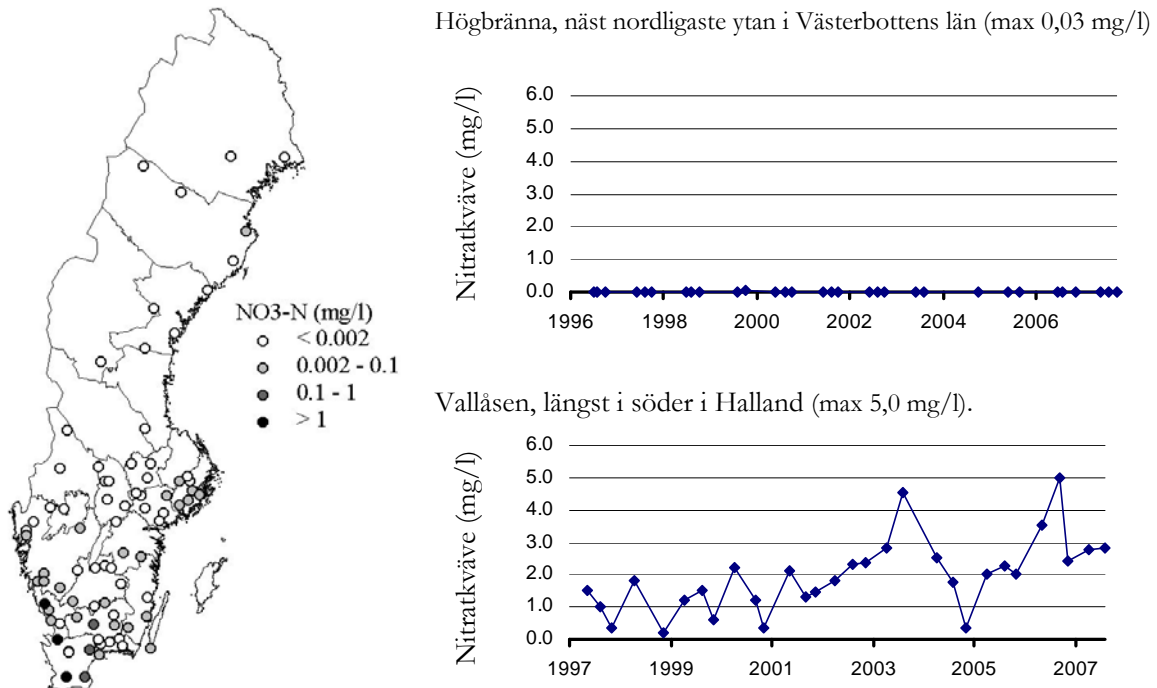 Högbränna, näst nordligaste ytan i Västerbottens län (max 0,03 mg/l)
Nitratkväve (mg/l)
6.0
5.0
4.0
3.0
2.0
1.0
0.0
1996 1998 2000 2002 2004 2006
NO3-N (mg/l)
< 0.002
0.002 - 0.1
0.1 - 1
> 1
Vallåsen, längst i söder i Halland (max 5,0 mg/l).
Nitratkväve (mg/l)
6.0
5.0
4.0
3.0
2.0
1.0
0.0
1997 1999 2001 2003 2005 2007